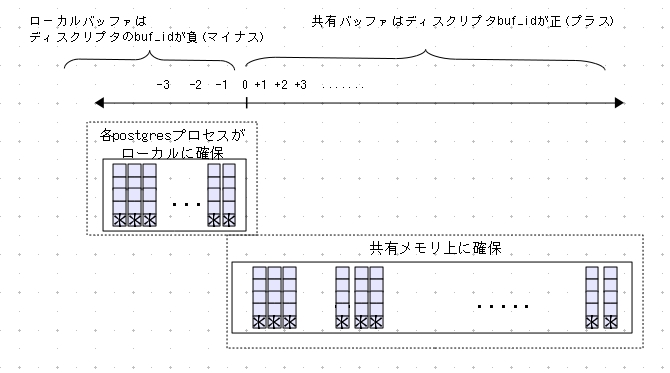 ローカルバッファは
ディスクリプタのbuf_idが負(マイナス)
共有バッファはディスクリプタbuf_idが正(プラス)
-3 -2 -1 0 +1 +2 +3 .......
各postgresプロセスが
ローカルに確保
...
共有メモリ上に確保
.....